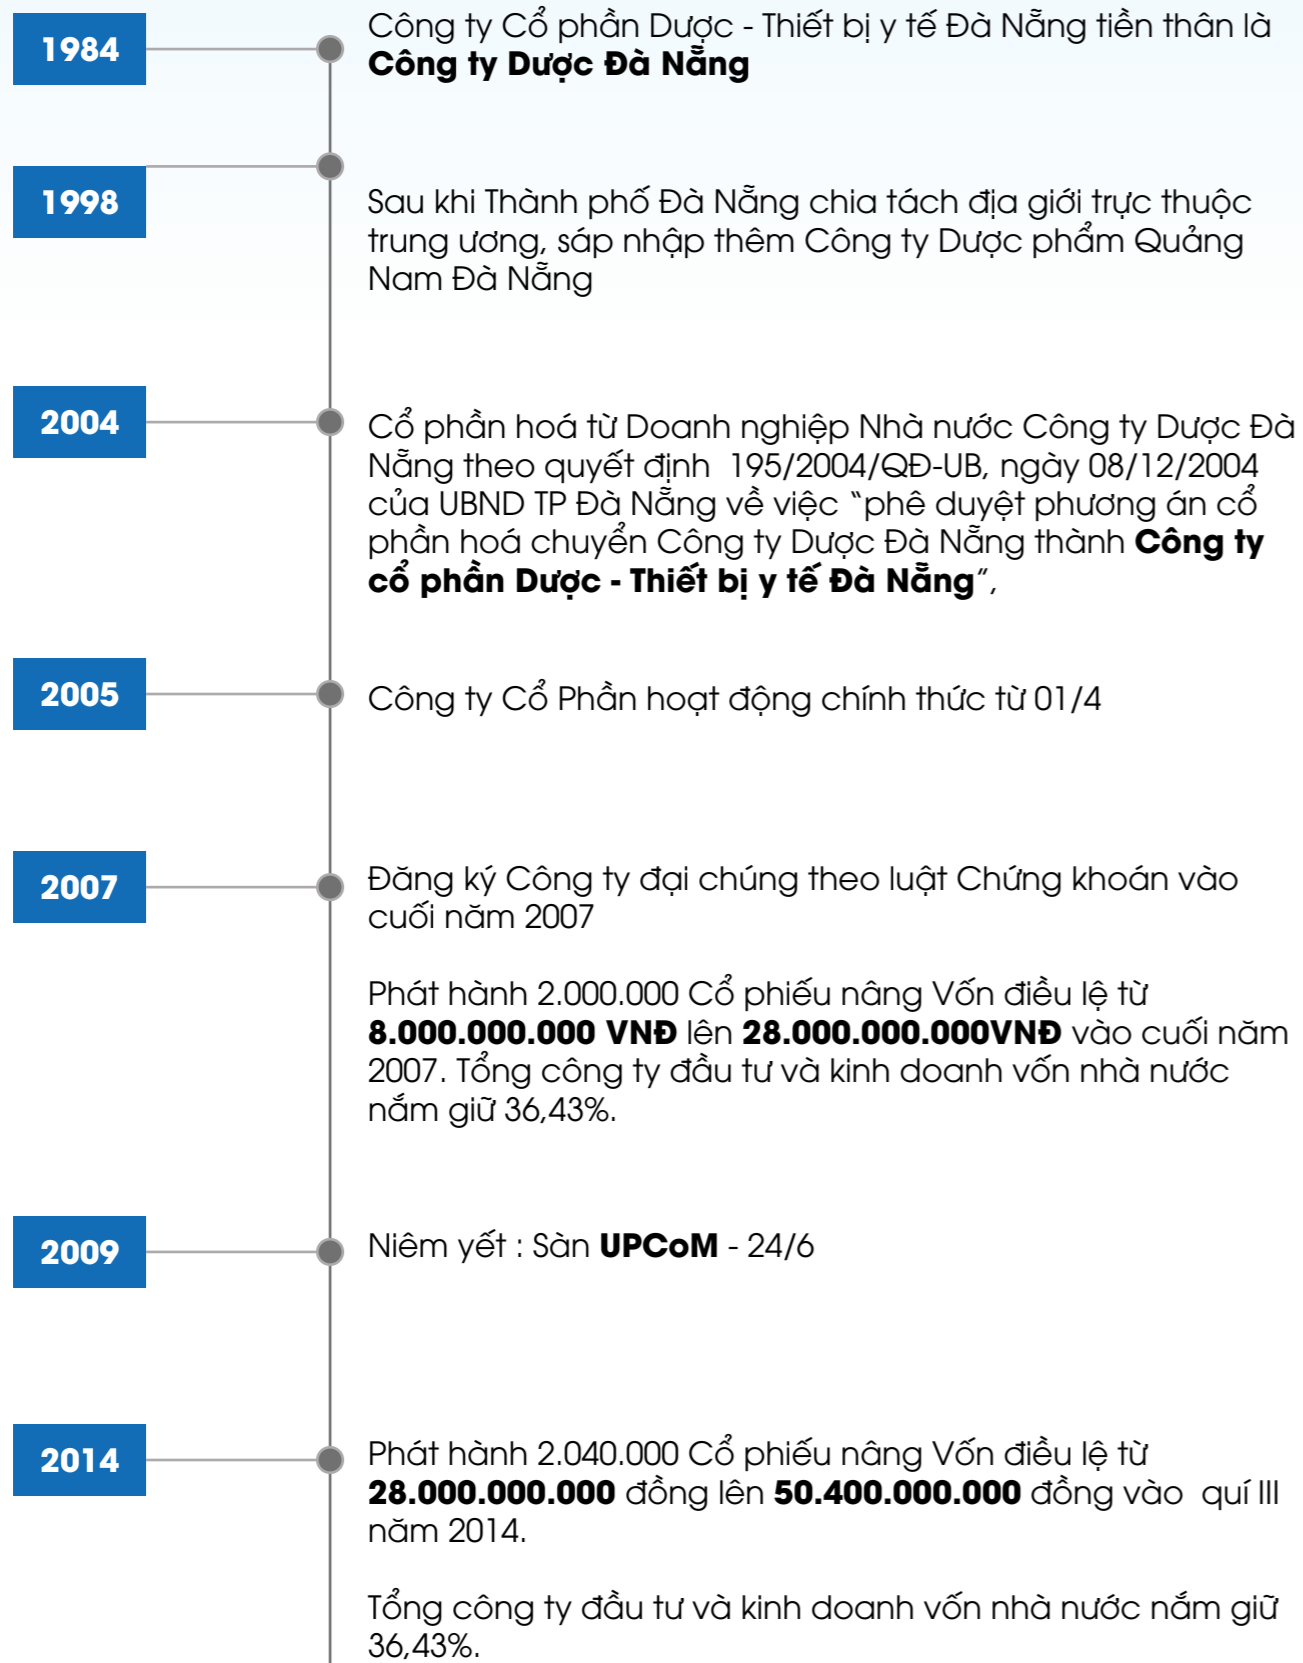 1984
Công ty Cổ phần Dược - Thiết bị y tế Đà Nẵng tiền thân là
Công ty Dược Đà Nẵng
1998
Sau khi Thành phố Đà Nẵng chia tách địa giới trực thuộc
trung ương, sáp nhập thêm Công ty Dược phẩm Quảng
Nam Đà Nẵng
2004
Cổ phần hoá từ Doanh nghiệp Nhà nước Công ty Dược Đà
Nẵng theo quyết định 195/2004/QĐ-UB, ngày 08/12/2004
của UBND TP Đà Nẵng về việc “phê duyệt phương án cổ
phần hoá chuyển Công ty Dược Đà Nẵng thành Công ty
cổ phần Dược - Thiết bị y tế Đà Nẵng”,
2005
Công ty Cổ Phần hoạt động chính thức từ 01/4
2007
Đăng ký Công ty đại chúng theo luật Chứng khoán vào
cuối năm 2007
Phát hành 2.000.000 Cổ phiếu nâng Vốn điều lệ từ
8.000.000.000 VNĐ lên 28.000.000.000VNĐ vào cuối năm
2007. Tổng công ty đầu tư và kinh doanh vốn nhà nước
nắm giữ 36,43%.
2009
Niêm yết : Sàn UPCoM - 24/6
2014
Phát hành 2.040.000 Cổ phiếu nâng Vốn điều lệ từ
28.000.000.000 đồng lên 50.400.000.000 đồng vào quí III
năm 2014.
Tổng công ty đầu tư và kinh doanh vốn nhà nước nắm giữ
36,43%.